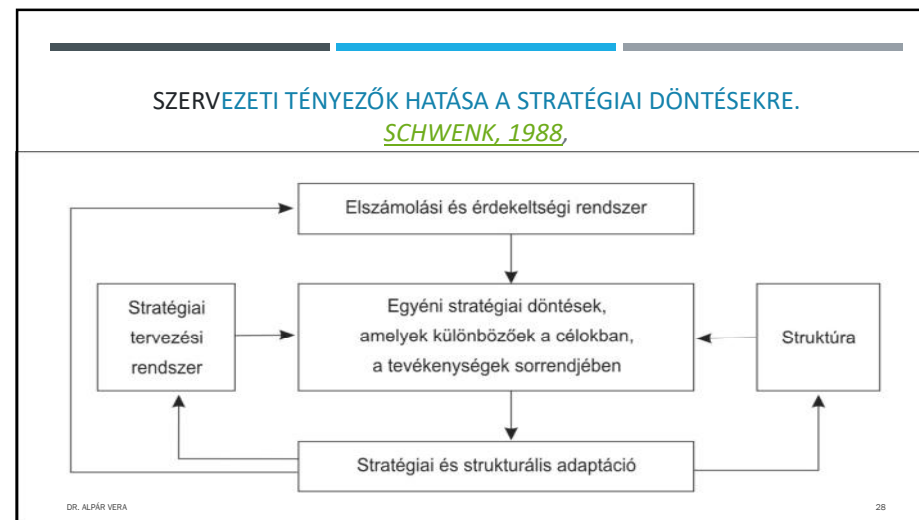 SZERVEZETI TÉNYEZŐK HATÁSA A STRATÉGIAI DÖNTÉSEKRE.
SCHWENK, 1988,
Elszámolási és érdekeltségi rendszer
Stratégiai
tervezési
rendszer
Egyéni stratégiai döntések,
amelyek különbözőek a célokban,
a tevékenységek sorrendjében
Struktúra
Stratégiai és strukturális adaptáció
DR. ALPÁR VERA
28